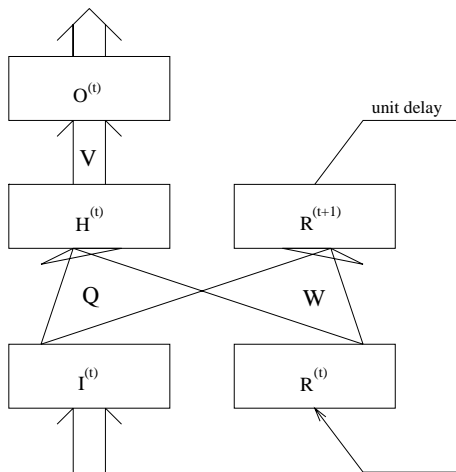 O^(t)
unit delay
V
H^(t)
R^(t+1)
Q
W
I^(t)
R^(t)